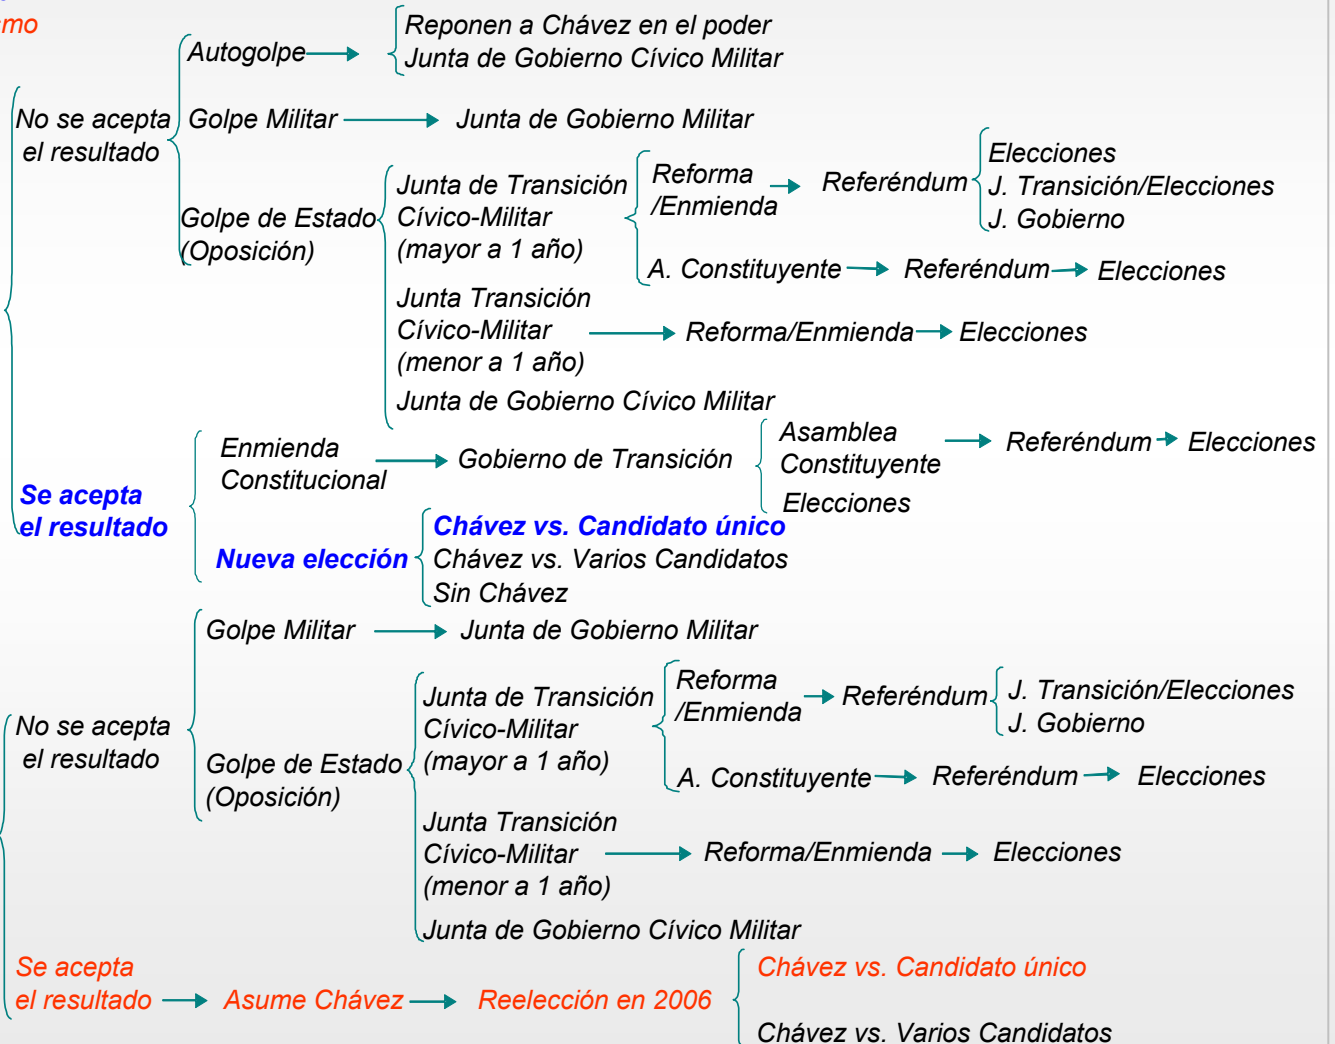 Reponen a Chávez en el poder
Autogolpe
Junta de Gobierno Cívico Militar
No se acepta
el resultado
Golpe Militar
Junta de Gobierno Militar
Golpe de Estado
(Oposición)
Junta de Transición
Cívico-Militar
(mayor a 1 año)
Reforma
/Enmienda
Referéndum
Elecciones
J. Transición/Elecciones
J. Gobierno
A. Constituyente
Referéndum
Elecciones
Junta Transición
Cívico-Militar
(menor a 1 año)
Reforma/Enmienda
Elecciones
Junta de Gobierno Cívico Militar
Se acepta
el resultado
Enmienda
Constitucional
Gobierno de Transición
Asamblea
Constituyente
Referéndum
Elecciones
Elecciones
Nueva elección
Chávez vs. Candidato único
Chávez vs. Varios Candidatos
Sin Chávez
No se acepta
el resultado
Golpe Militar
Junta de Gobierno Militar
Golpe de Estado
(Oposición)
Junta de Transición
Cívico-Militar
(mayor a 1 año)
Reforma
/Enmienda
Referéndum
J. Transición/Elecciones
J. Gobierno
A. Constituyente
Referéndum
Elecciones
Junta Transición
Cívico-Militar
(menor a 1 año)
Reforma/Enmienda
Elecciones
Junta de Gobierno Cívico Militar
Se acepta
el resultado
Asume Chávez
Reelección en 2006
Chávez vs. Candidato único
Chávez vs. Varios Candidatos